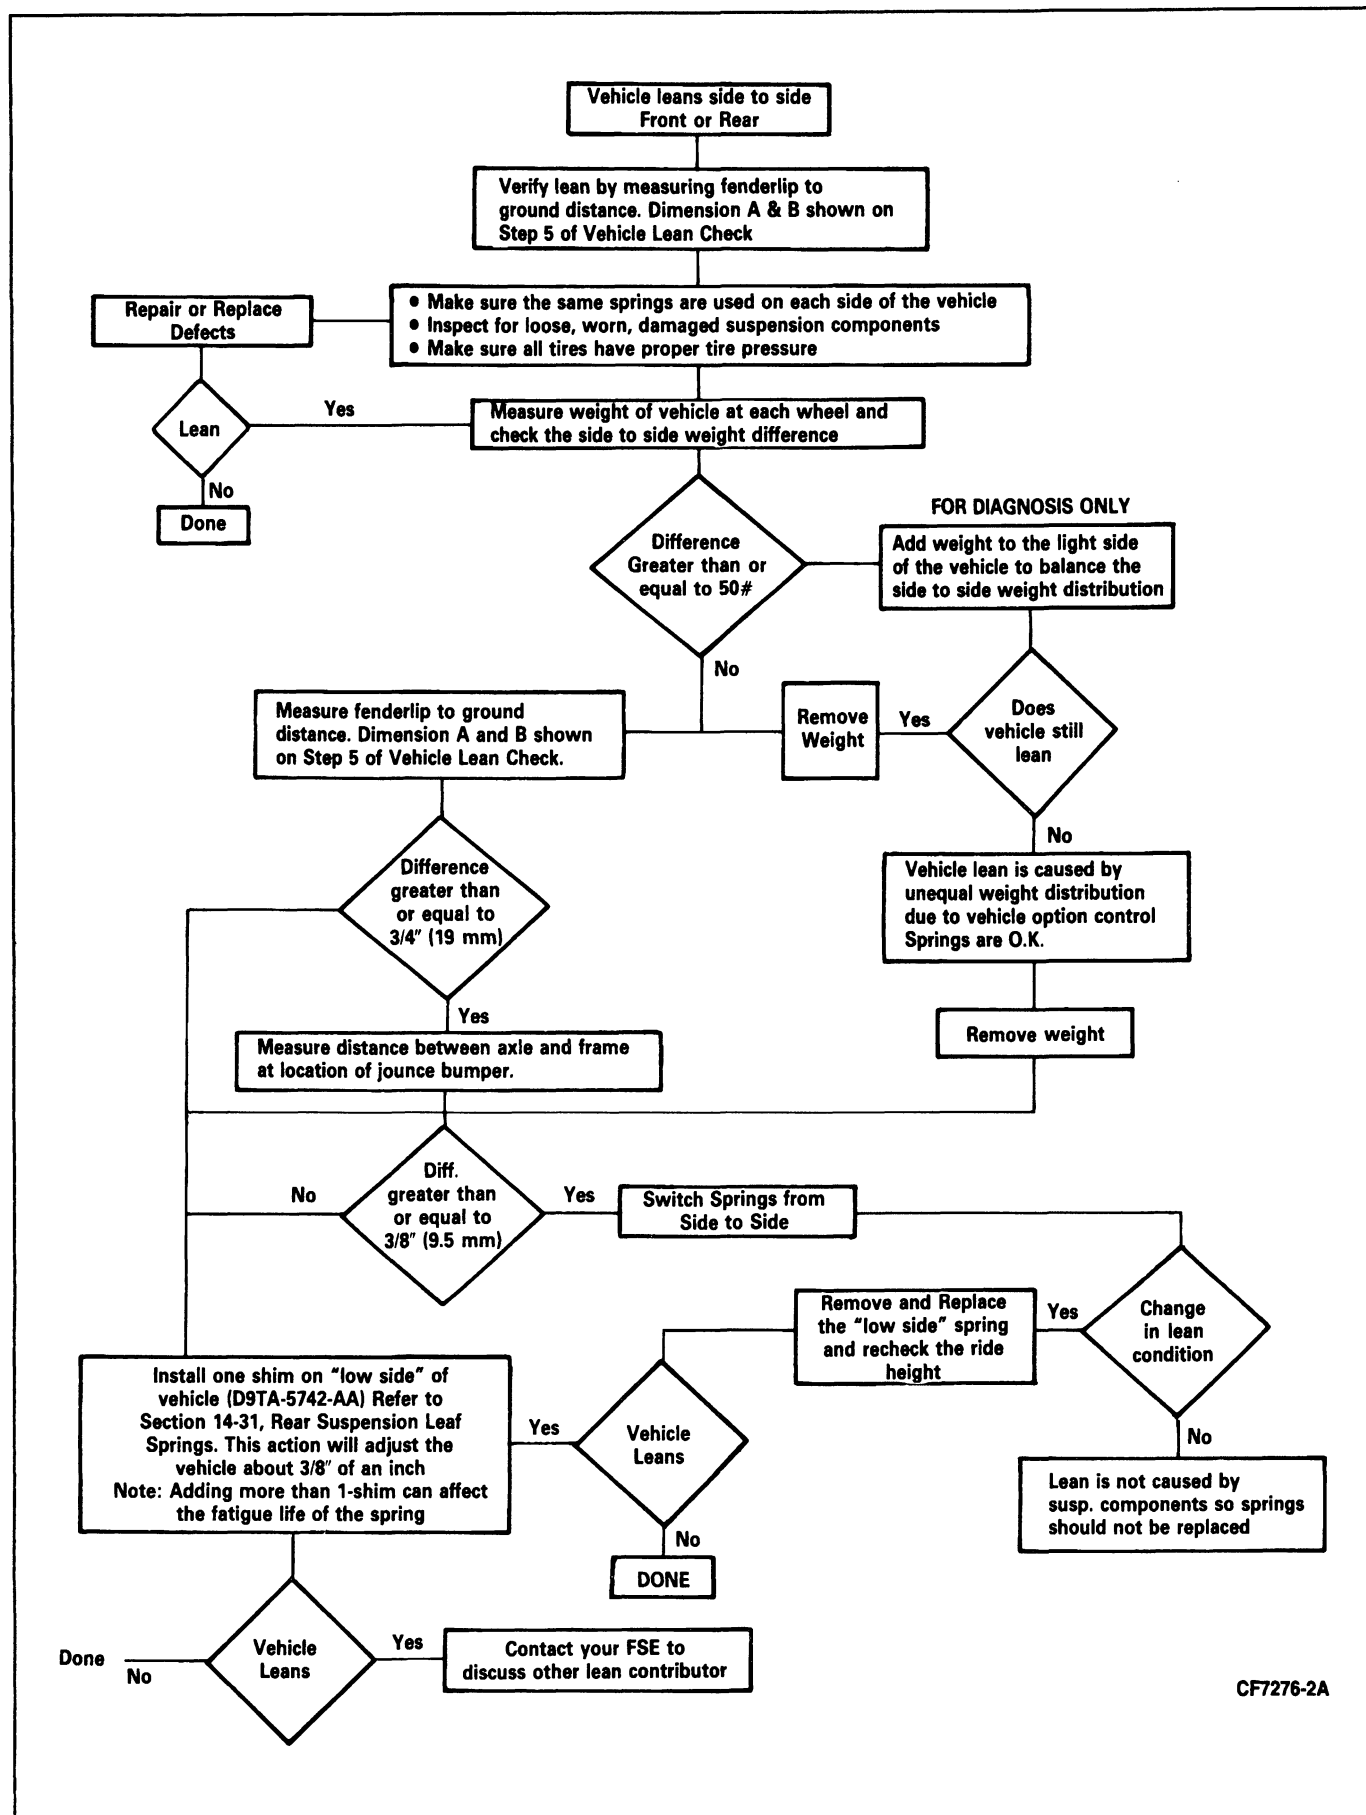 Vehicle leans side to side
Front or Rear
Verify lean by measuring fenderlip to
ground distance. Dimension A & B shown on
Step 5 of Vehicle Lean Check
Repair or Replace
Defects
• Make sure the same springs are used on each side of the vehicle
• Inspect for loose, worn, damaged suspension components
• Make sure all tires have proper tire pressure
Lean
Yes
Measure weight of vehicle at each wheel and
check the side to side weight difference
No
Done
Difference
Greater than or
equal to 50#
FOR DIAGNOSIS ONLY
Add weight to the light side
of the vehicle to balance the
side to side weight distribution
No
Measure fenderlip to ground
distance. Dimension A and B shown
on Step 5 of Vehicle Lean Check.
Remove
Weight
Yes
Does
vehicle still
lean
No
Difference
greater than
or equal to
3/4" (19 mm)
Vehicle lean is caused by
unequal weight distribution
due to vehicle option control
Springs are O.K.
Yes
Remove weight
Measure distance between axle and frame
at location of jounce bumper.
No
Diff.
greater than
or equal to
3/8" (9.5 mm)
Yes
Switch Springs from
Side to Side
Remove and Replace
the "low side" spring
and recheck the ride
height
Yes
Change
in lean
condition
Install one shim on "low side" of
vehicle (D9TA-5742-AA) Refer to
Section 14-31, Rear Suspension Leaf
Springs. This action will adjust the
vehicle about 3/8" of an inch
Note: Adding more than 1-shim can affect
the fatigue life of the spring
Yes
Vehicle
Leans
No
Lean is not caused by
susp. components so springs
should not be replaced
No
DONE
Done
No
Vehicle
Leans
Yes
Contact your FSE to
discuss other lean contributor
CF7276-2A